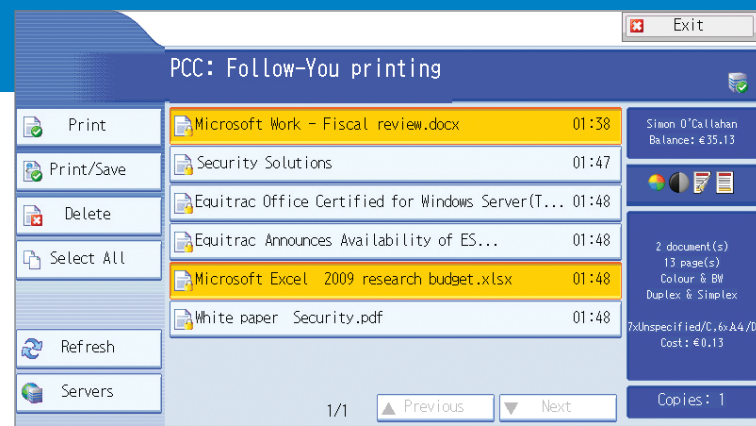 Exit
PCC: Follow-You printing
Print
Print/Save
Delete
Select All
Refresh
Servers
Microsoft Work - Fiscal review.docx 01:38
Security Solutions 01:47
Equitrac Office Certified for Windows Server(T... 01:48
Equitrac Announces Availability of ES... 01:48
Microsoft Excel 2009 research budget.xlsx 01:48
White paper Security.pdf 01:48
1/1 Previous Next
Simon O'Callahan
Balance: €35.13
2 document(s)
13 page(s)
Colour & BW
Duplex & Simplex
7xUnspecified/C,6xA4/D
Cost: €0.13
Copies: 1